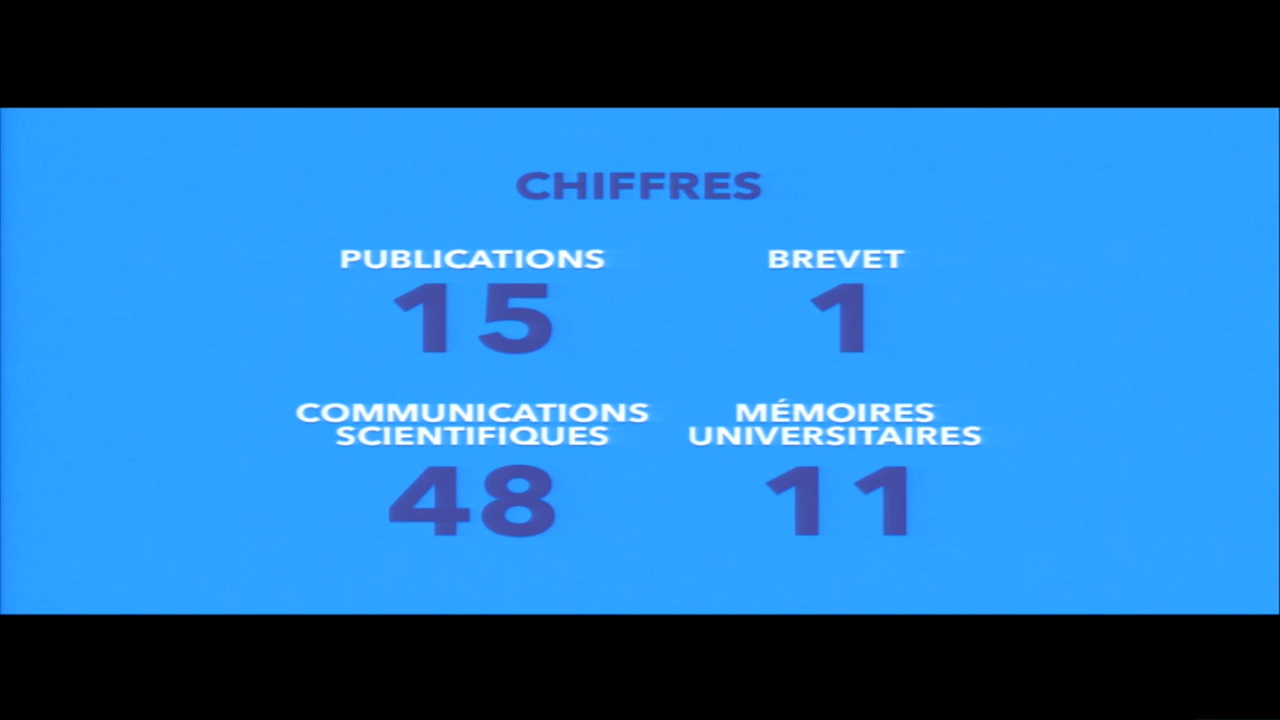 CHIFFRES
PUBLICATIONS
15
BREVET
1
COMMUNICATIONS
SCIENTIFIQUES
48
MÉMOIRES
UNIVERSITAIRES
11